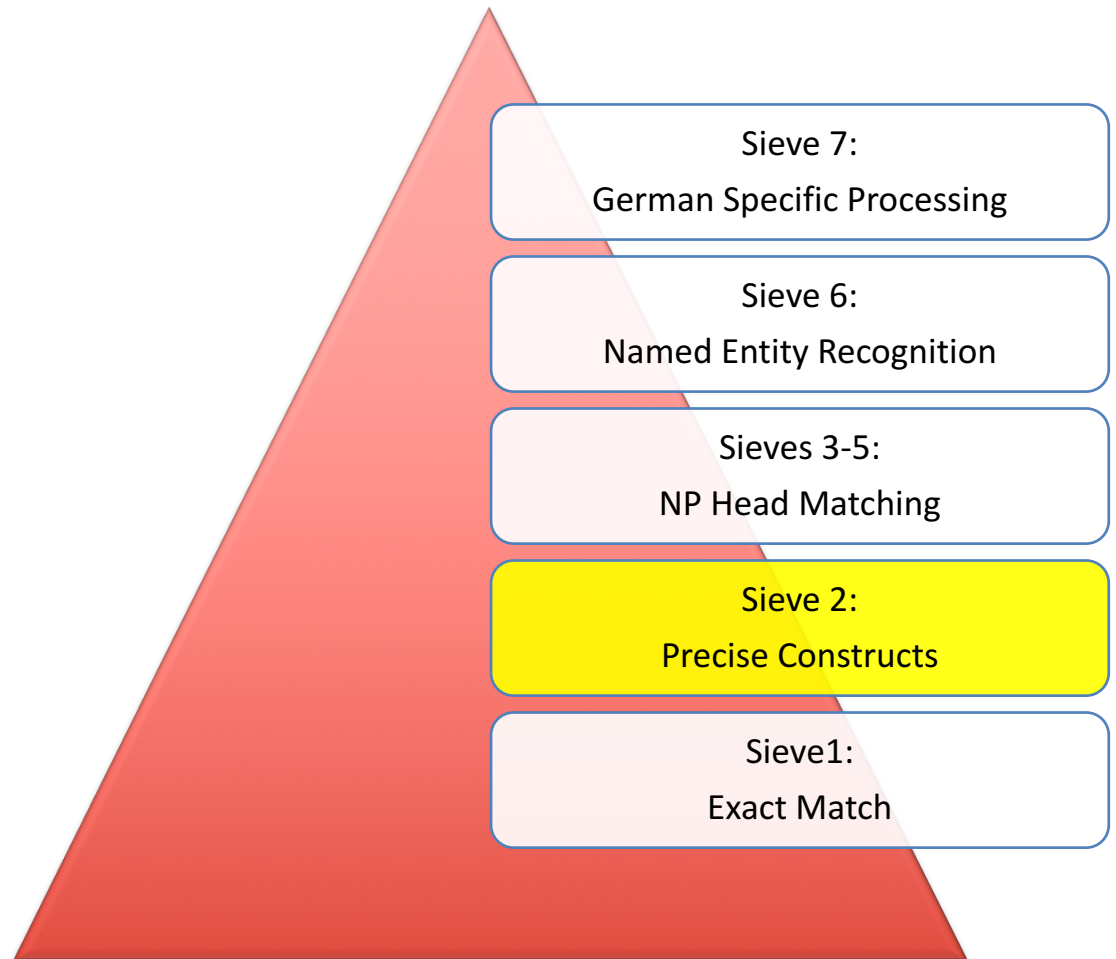 Sieve 7:
German Specific Processing
Sieve 6:
Named Entity Recognition
Sieves 3-5:
NP Head Matching
Sieve 2:
Precise Constructs
Sieve1:
Exact Match